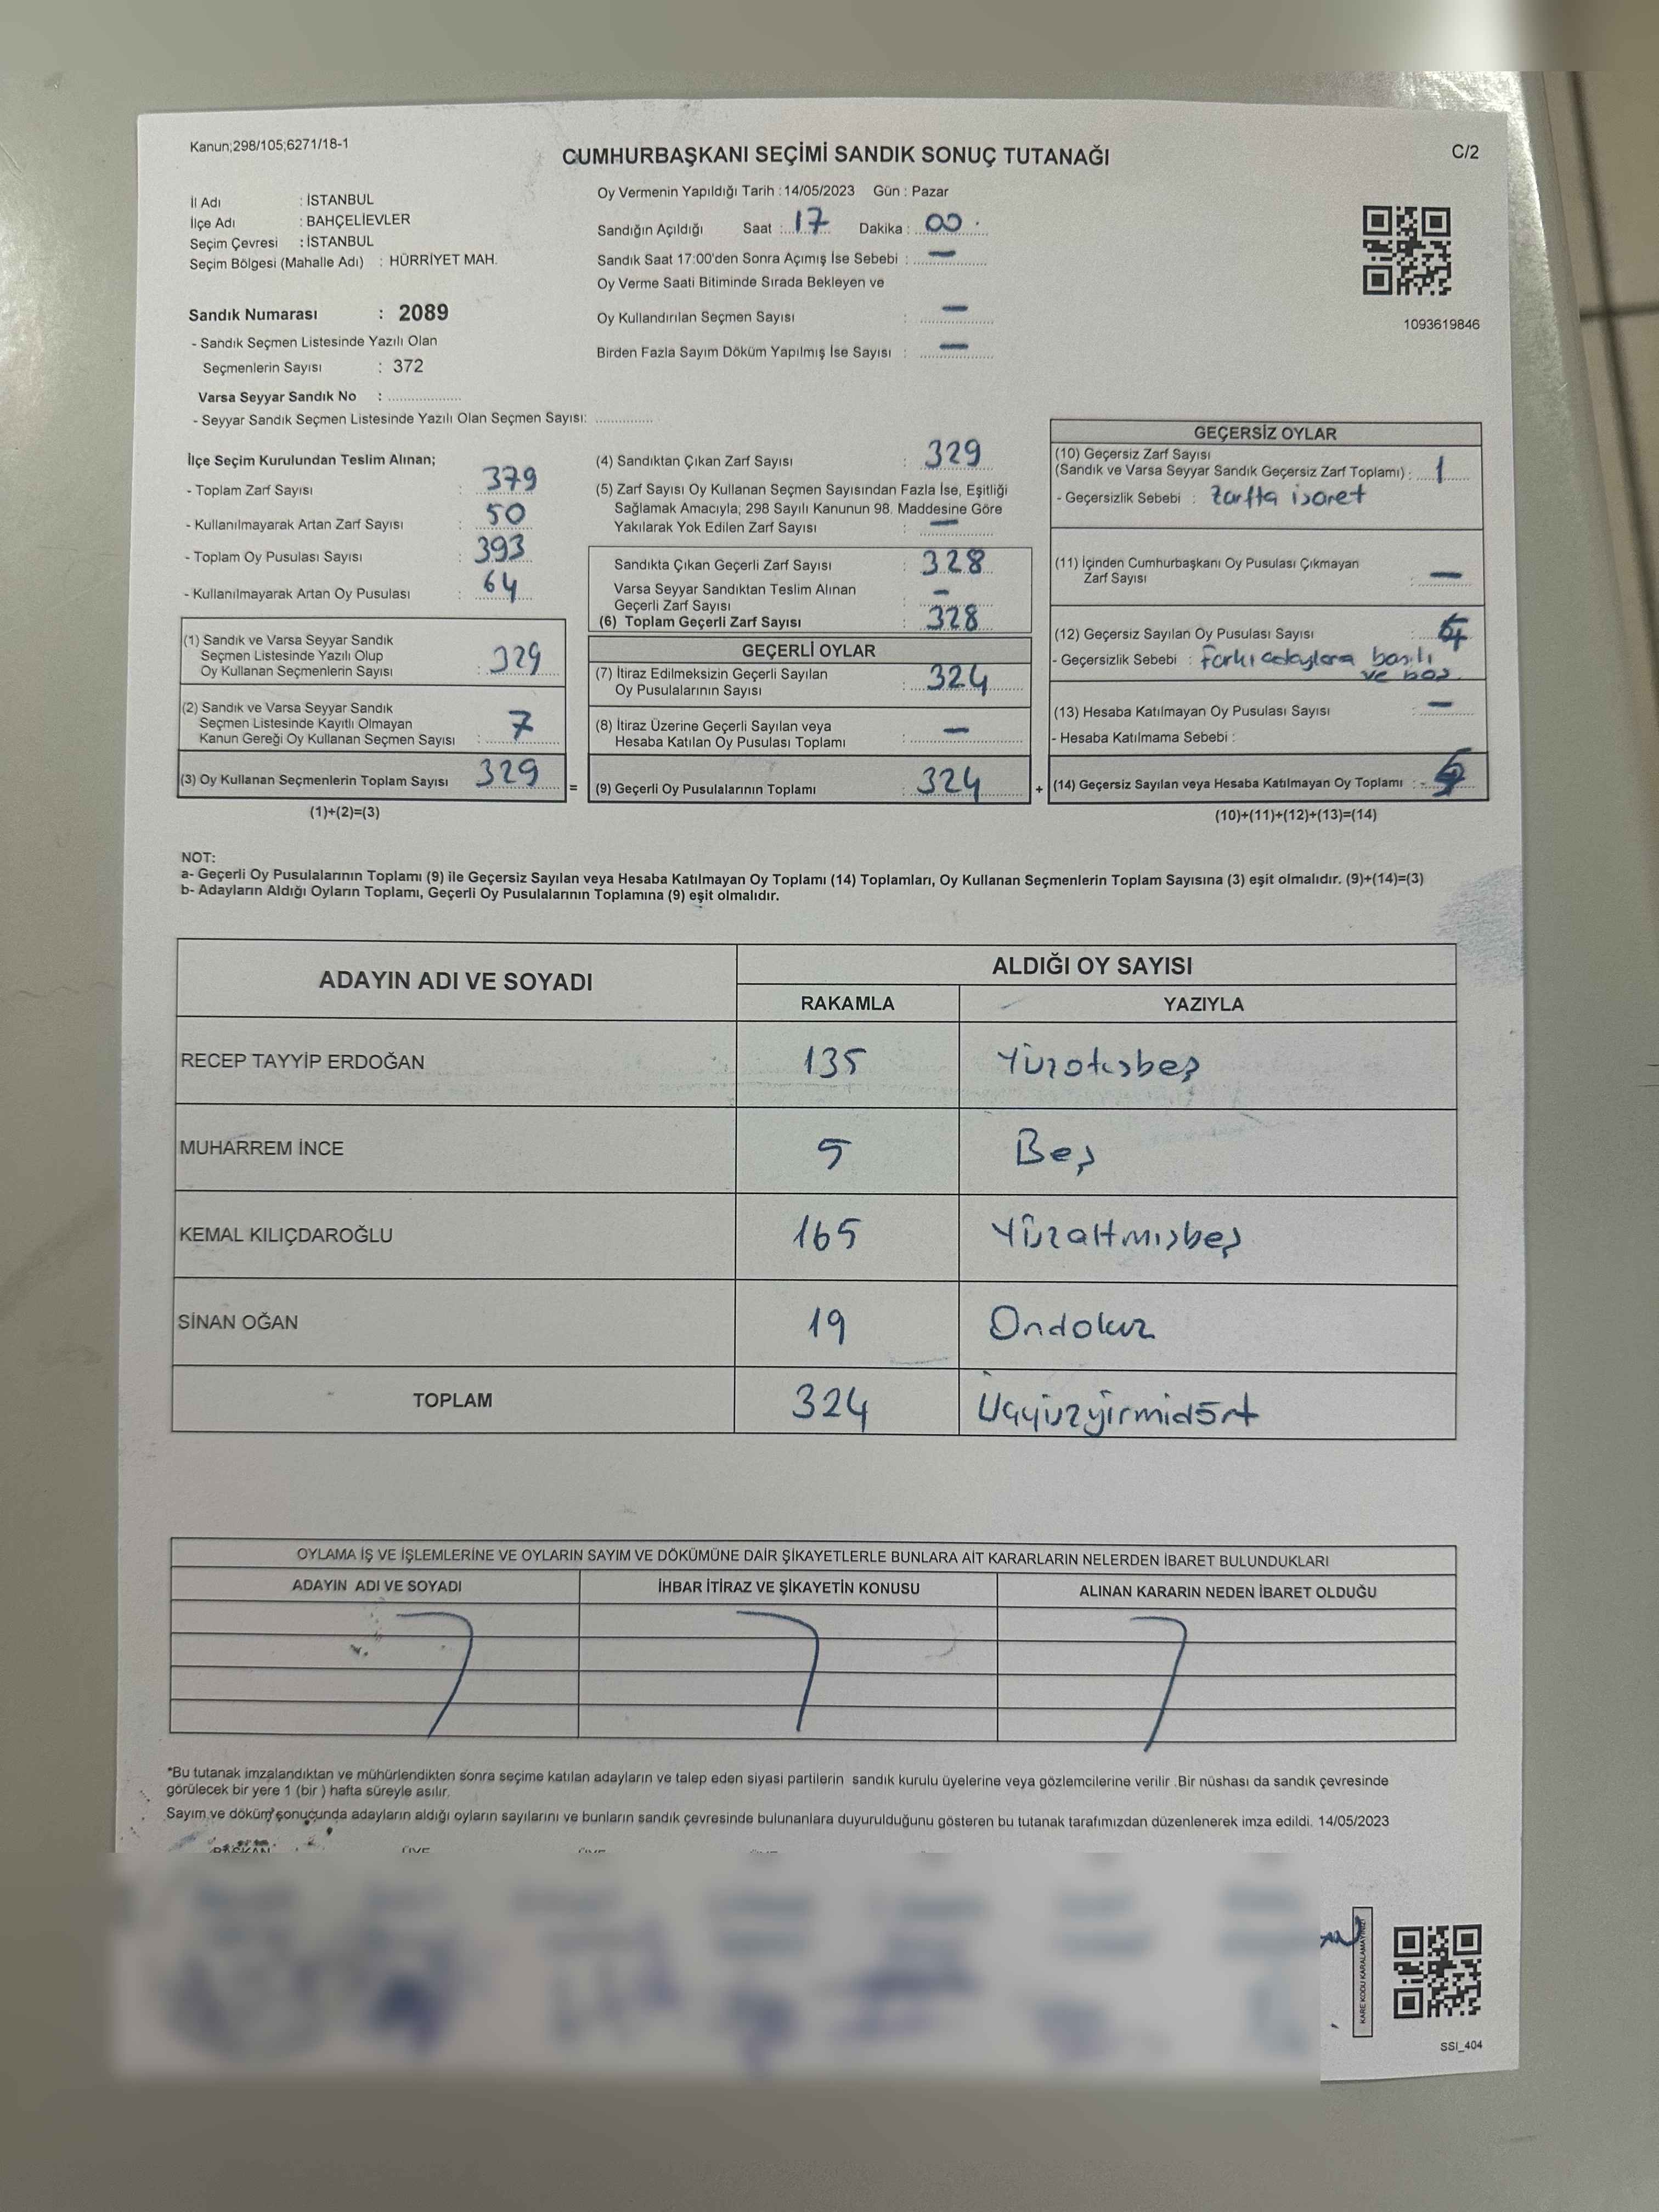 Kanun;298/105;6271/18-1
CUMHURBAŞKANI SEÇİMİ SANDIK SONUÇ TUTANAĞI
C/2
İl Adı : İSTANBUL
İlçe Adı : BAHÇELİEVLER
Seçim Çevresi : İSTANBUL
Seçim Bölgesi (Mahalle Adı) : HÜRRİYET MAH.
Sandık Numarası : 2089
- Sandık Seçmen Listesinde Yazılı Olan
Seçmenlerin Sayısı : 372
Varsa Seyyar Sandık No : ....................
- Seyyar Sandık Seçmen Listesinde Yazılı Olan Seçmen Sayısı: ................
Oy Vermenin Yapıldığı Tarih : 14/05/2023 Gün : Pazar
Sandığın Açıldığı Saat : 17 Dakika : 00
Sandık Saat 17:00'den Sonra Açımış İse Sebebi : —
Oy Verme Saati Bitiminde Sırada Bekleyen ve
Oy Kullandırılan Seçmen Sayısı : —
Birden Fazla Sayım Döküm Yapılmış İse Sayısı : —
1093619846
İlçe Seçim Kurulundan Teslim Alınan;
- Toplam Zarf Sayısı : 379
- Kullanılmayarak Artan Zarf Sayısı : 50
- Toplam Oy Pusulası Sayısı : 393
- Kullanılmayarak Artan Oy Pusulası : 64
(1) Sandık ve Varsa Seyyar Sandık
Seçmen Listesinde Yazılı Olup
Oy Kullanan Seçmenlerin Sayısı : 329
(2) Sandık ve Varsa Seyyar Sandık
Seçmen Listesinde Kayıtlı Olmayan
Kanun Gereği Oy Kullanan Seçmen Sayısı : 7
(3) Oy Kullanan Seçmenlerin Toplam Sayısı 329
(1)+(2)=(3)
=
(4) Sandıktan Çıkan Zarf Sayısı : 329
(5) Zarf Sayısı Oy Kullanan Seçmen Sayısından Fazla İse, Eşitliği
Sağlamak Amacıyla; 298 Sayılı Kanunun 98. Maddesine Göre
Yakılarak Yok Edilen Zarf Sayısı : —
Sandıkta Çıkan Geçerli Zarf Sayısı : 328
Varsa Seyyar Sandıktan Teslim Alınan
Geçerli Zarf Sayısı : -
(6) Toplam Geçerli Zarf Sayısı : 328
GEÇERLİ OYLAR
(7) İtiraz Edilmeksizin Geçerli Sayılan
Oy Pusulalarının Sayısı : 324
(8) İtiraz Üzerine Geçerli Sayılan veya
Hesaba Katılan Oy Pusulası Toplamı : —
(9) Geçerli Oy Pusulalarının Toplamı : 324
+
GEÇERSİZ OYLAR
(10) Geçersiz Zarf Sayısı
(Sandık ve Varsa Seyyar Sandık Geçersiz Zarf Toplamı) : 1
- Geçersizlik Sebebi : Zarfta isaret
(11) İçinden Cumhurbaşkanı Oy Pusulası Çıkmayan
Zarf Sayısı : —
(12) Geçersiz Sayılan Oy Pusulası Sayısı :
- Geçersizlik Sebebi : basılı
ve boş
(13) Hesaba Katılmayan Oy Pusulası Sayısı : —
- Hesaba Katılmama Sebebi :
(14) Geçersiz Sayılan veya Hesaba Katılmayan Oy Toplamı :
(10)+(11)+(12)+(13)=(14)
NOT:
a- Geçerli Oy Pusulalarının Toplamı (9) ile Geçersiz Sayılan veya Hesaba Katılmayan Oy Toplamı (14) Toplamları, Oy Kullanan Seçmenlerin Toplam Sayısına (3) eşit olmalıdır. (9)+(14)=(3)
b- Adayların Aldığı Oyların Toplamı, Geçerli Oy Pusulalarının Toplamına (9) eşit olmalıdır.
ADAYIN ADI VE SOYADI ALDIĞI OY SAYISI
RAKAMLA YAZIYLA
RECEP TAYYİP ERDOĞAN 135 Yüzotuzbeş
MUHARREM İNCE 5 Beş
KEMAL KILIÇDAROĞLU 165 Yüzaltmışbeş
SİNAN OĞAN 19 Ondokuz
TOPLAM 324 Üçyüzyirmidört
OYLAMA İŞ VE İŞLEMLERİNE VE OYLARIN SAYIM VE DÖKÜMÜNE DAİR ŞİKAYETLERLE BUNLARA AİT KARARLARIN NELERDEN İBARET BULUNDUKLARI
ADAYIN ADI VE SOYADI İHBAR İTİRAZ VE ŞİKAYETİN KONUSU ALINAN KARARIN NEDEN İBARET OLDUĞU
*Bu tutanak imzalandıktan ve mühürlendikten sonra seçime katılan adayların ve talep eden siyasi partilerin sandık kurulu üyelerine veya gözlemcilerine verilir .Bir nüshası da sandık çevresinde
görülecek bir yere 1 (bir ) hafta süreyle asılır.
Sayım ve döküm sonucunda adayların aldığı oyların sayılarını ve bunların sandık çevresinde bulunanlara duyurulduğunu gösteren bu tutanak tarafımızdan düzenlenerek imza edildi. 14/05/2023
BAŞKAN
KARE KODU KARALAMAYINIZ!
SSI_404